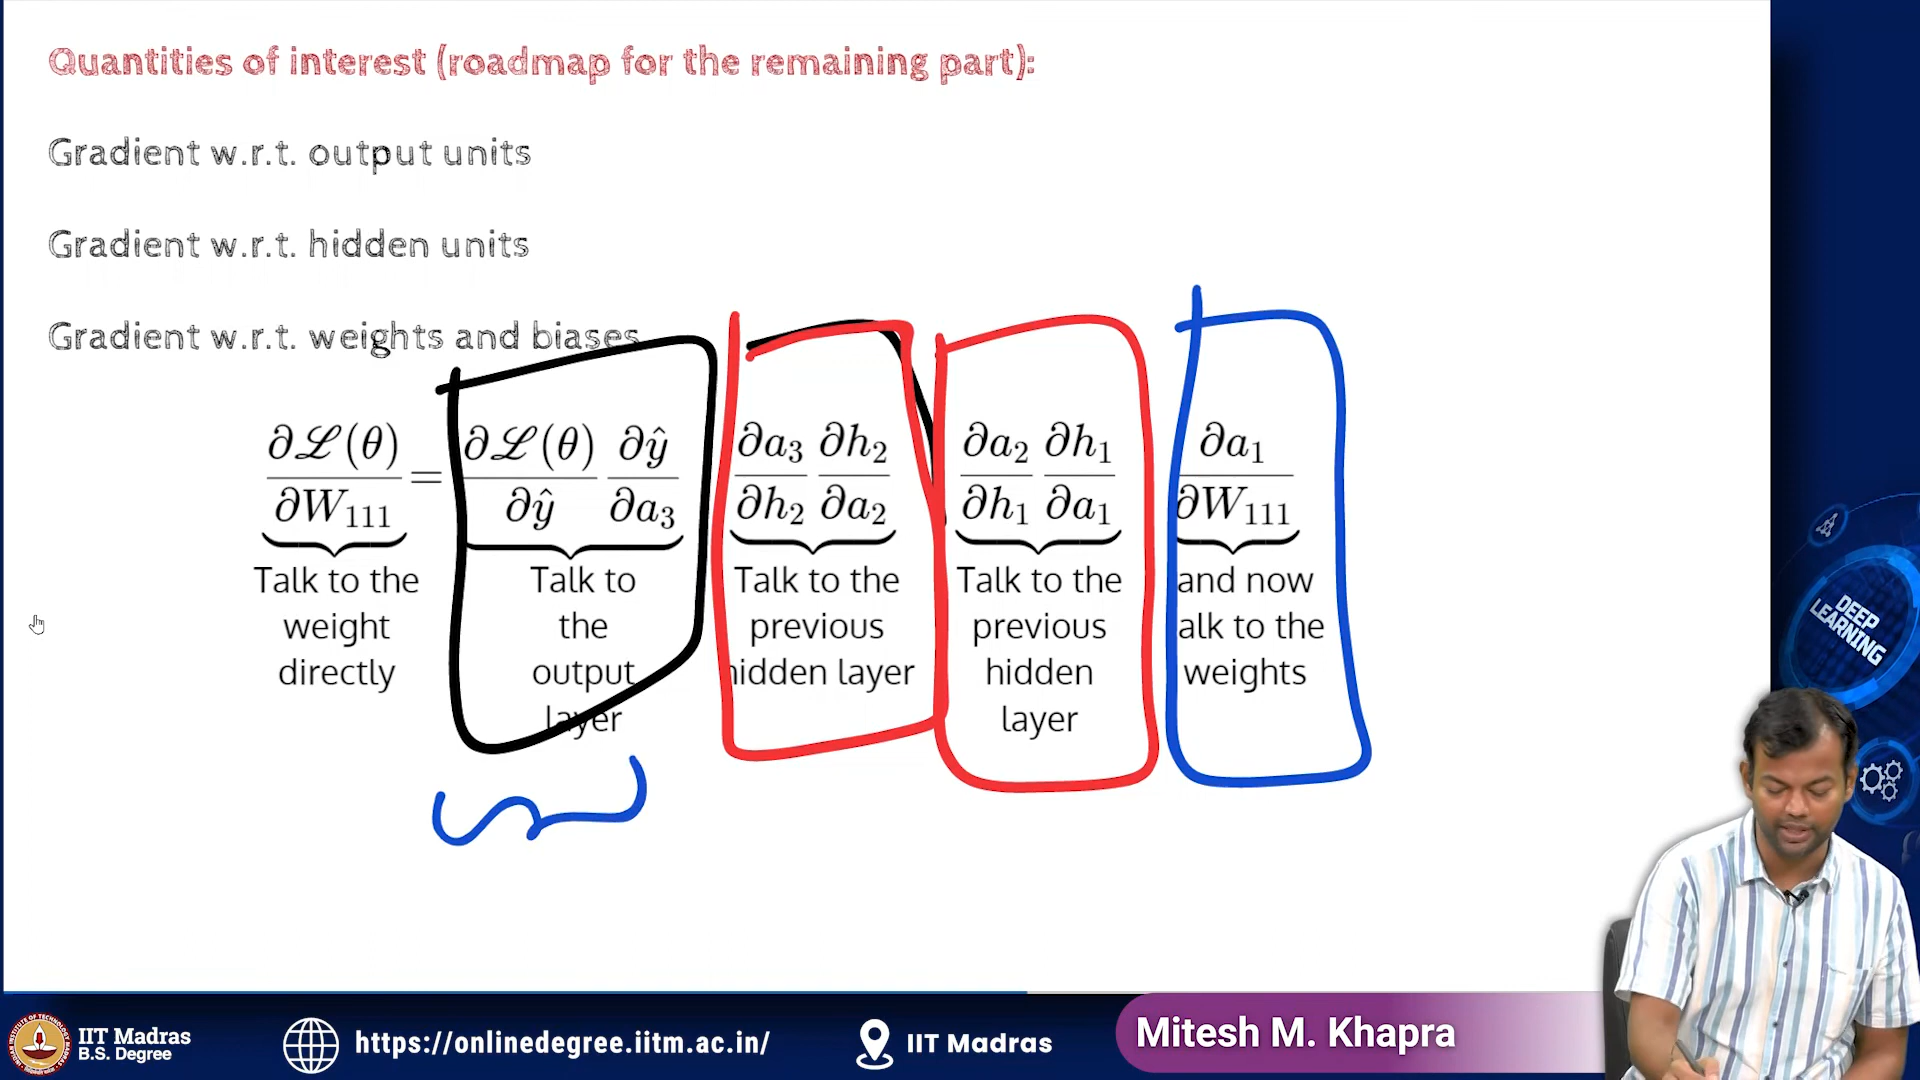 Quantities of interest (roadmap for the remaining part):
Gradient w.r.t. output units
Gradient w.r.t. hidden units
Gradient w.r.t. weights and biases
∂ℒ(θ)/∂W₁₁₁ = ∂ℒ(θ)/∂ŷ ∂ŷ/∂a₃ ∂a₃/∂h₂ ∂h₂/∂a₂ ∂a₂/∂h₁ ∂h₁/∂a₁ ∂a₁/∂W₁₁₁
Talk to the
weight
directly
Talk to
the
output
layer
Talk to the
previous
hidden layer
Talk to the
previous
hidden
layer
and now
talk to the
weights
DEEP
LEARNING
IIT Madras
B.S. Degree
https://onlinedegree.iitm.ac.in/
IIT Madras
Mitesh M. Khapra